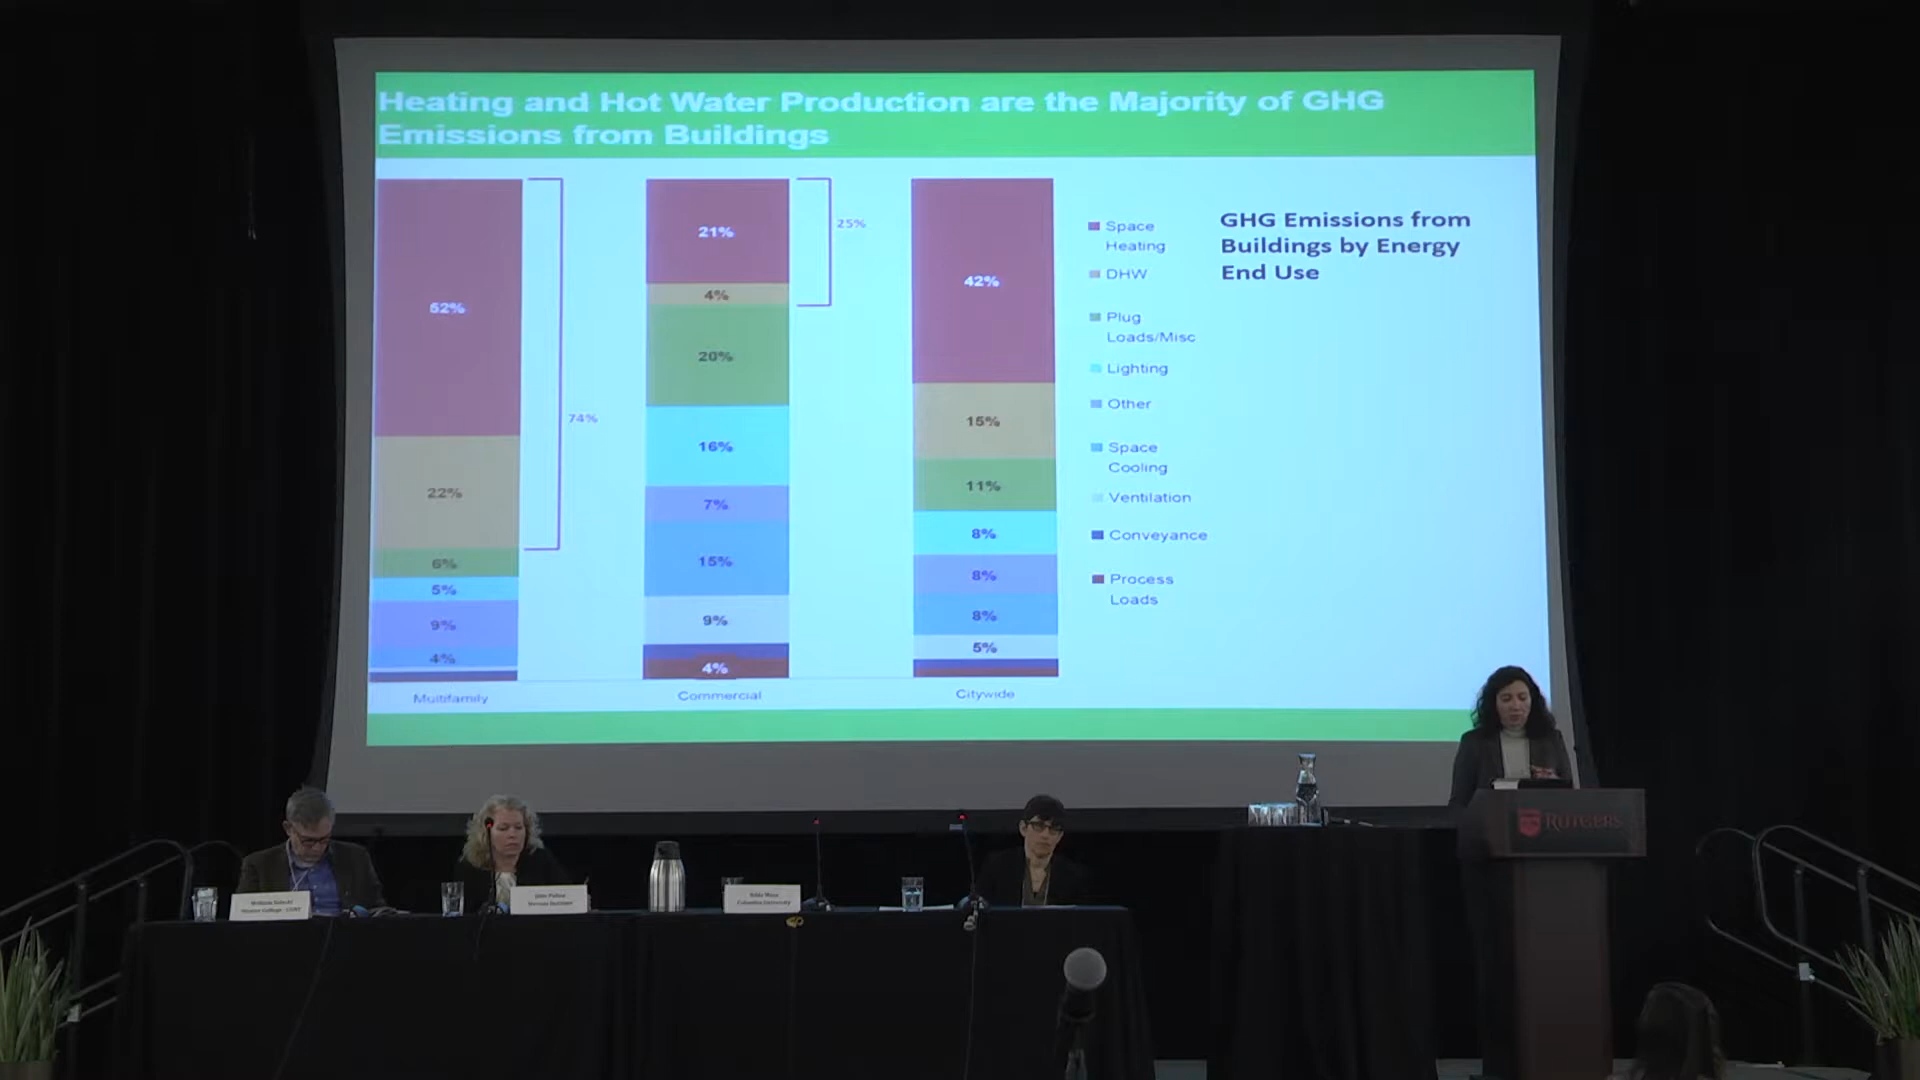 Heating and Hot Water Production are the Majority of GHG
Emissions from Buildings
52%
22%
6%
5%
9%
4%
74%
Multifamily
21%
4%
20%
16%
7%
15%
9%
4%
25%
Commercial
42%
15%
11%
8%
8%
8%
5%
Citywide
Space
Heating
DHW
Plug
Loads/Misc
Lighting
Other
Space
Cooling
Ventilation
Conveyance
Process
Loads
GHG Emissions from
Buildings by Energy
End Use
RUTGERS
Columbia University